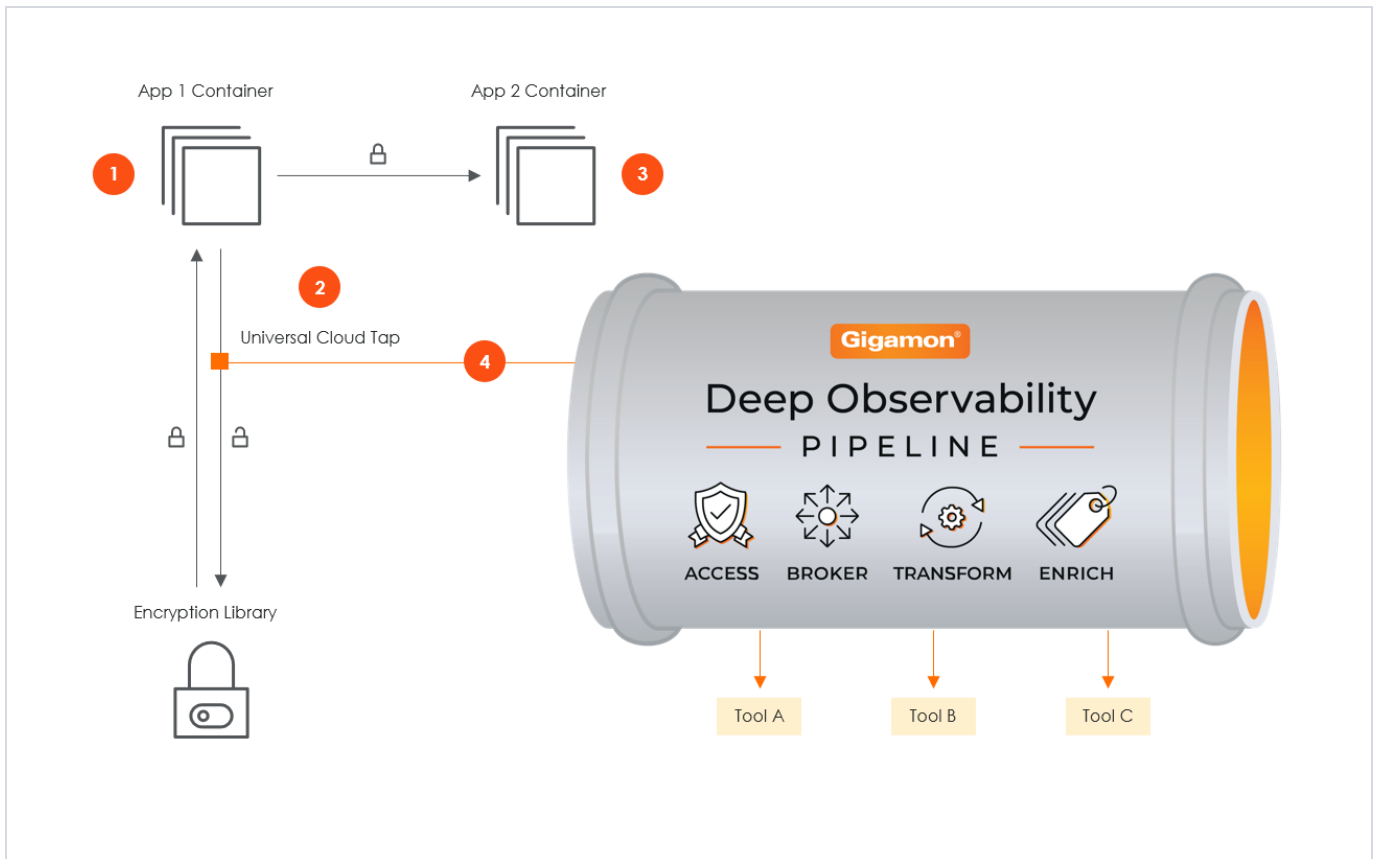 App 1 Container
App 2 Container
1
3
2
Universal Cloud Tap
4
Gigamon®
Deep Observability
PIPELINE
ACCESS
BROKER
TRANSFORM
ENRICH
Encryption Library
Tool A
Tool B
Tool C